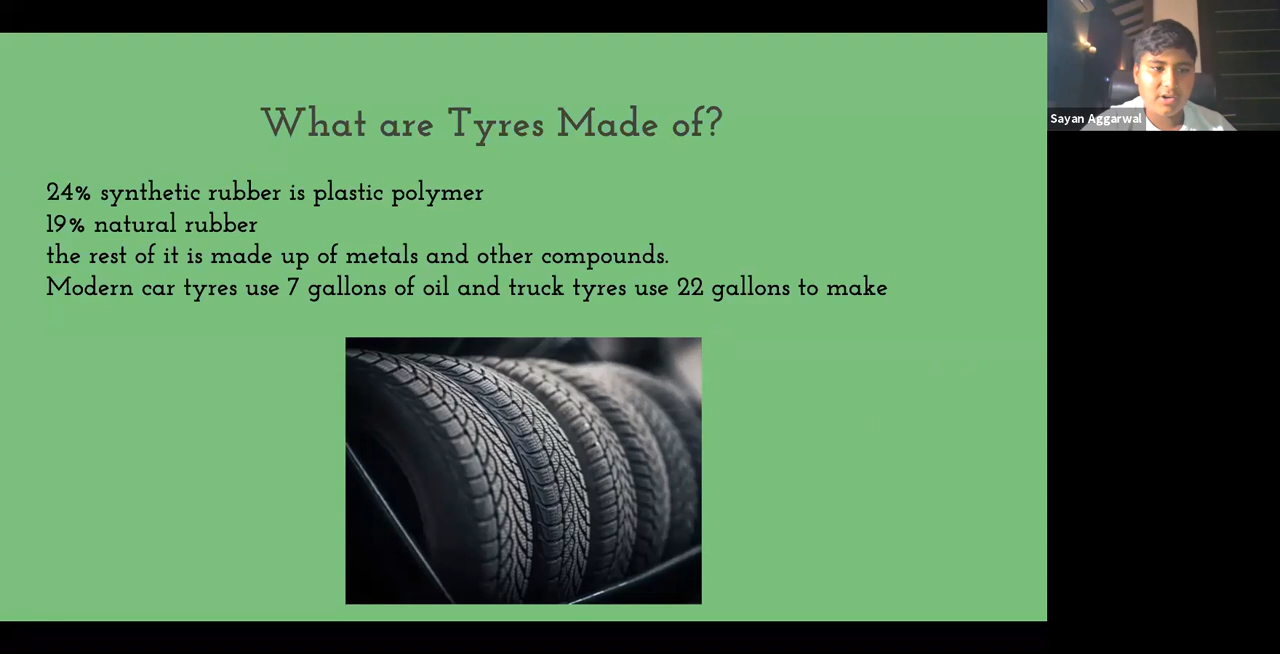 What are Tyres Made of?
24% synthetic rubber is plastic polymer
19% natural rubber
the rest of it is made up of metals and other compounds.
Modern car tyres use 7 gallons of oil and truck tyres use 22 gallons to make
Sayan Aggarwal